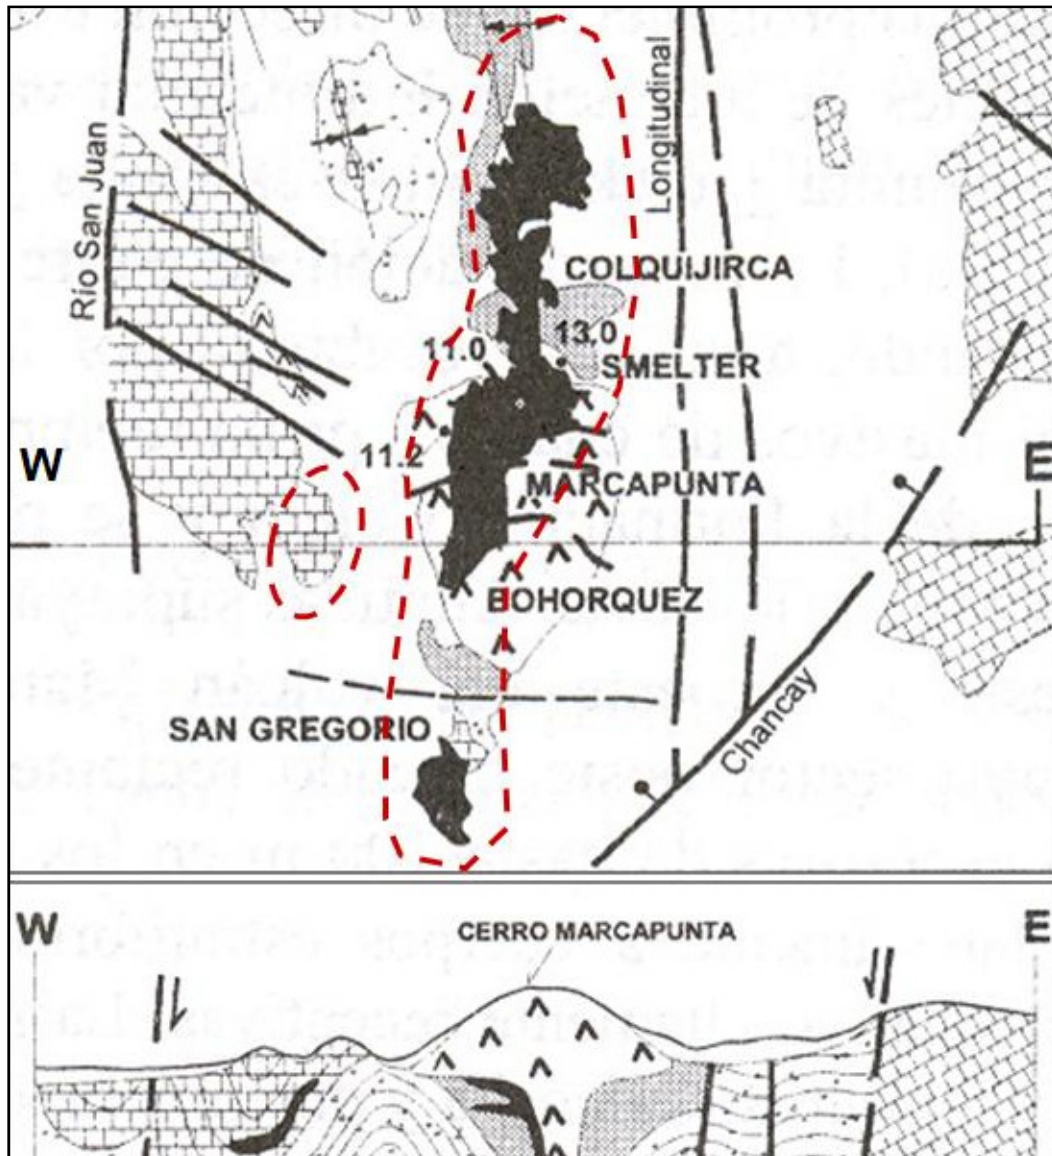 Río San Juan
Longitudinal
COLQUIJIRCA
13.0
11.0
SMELTER
W
11.2
E
MARCAPUNTA
BOHORQUEZ
SAN GREGORIO
Chancay
W
CERRO MARCAPUNTA
E